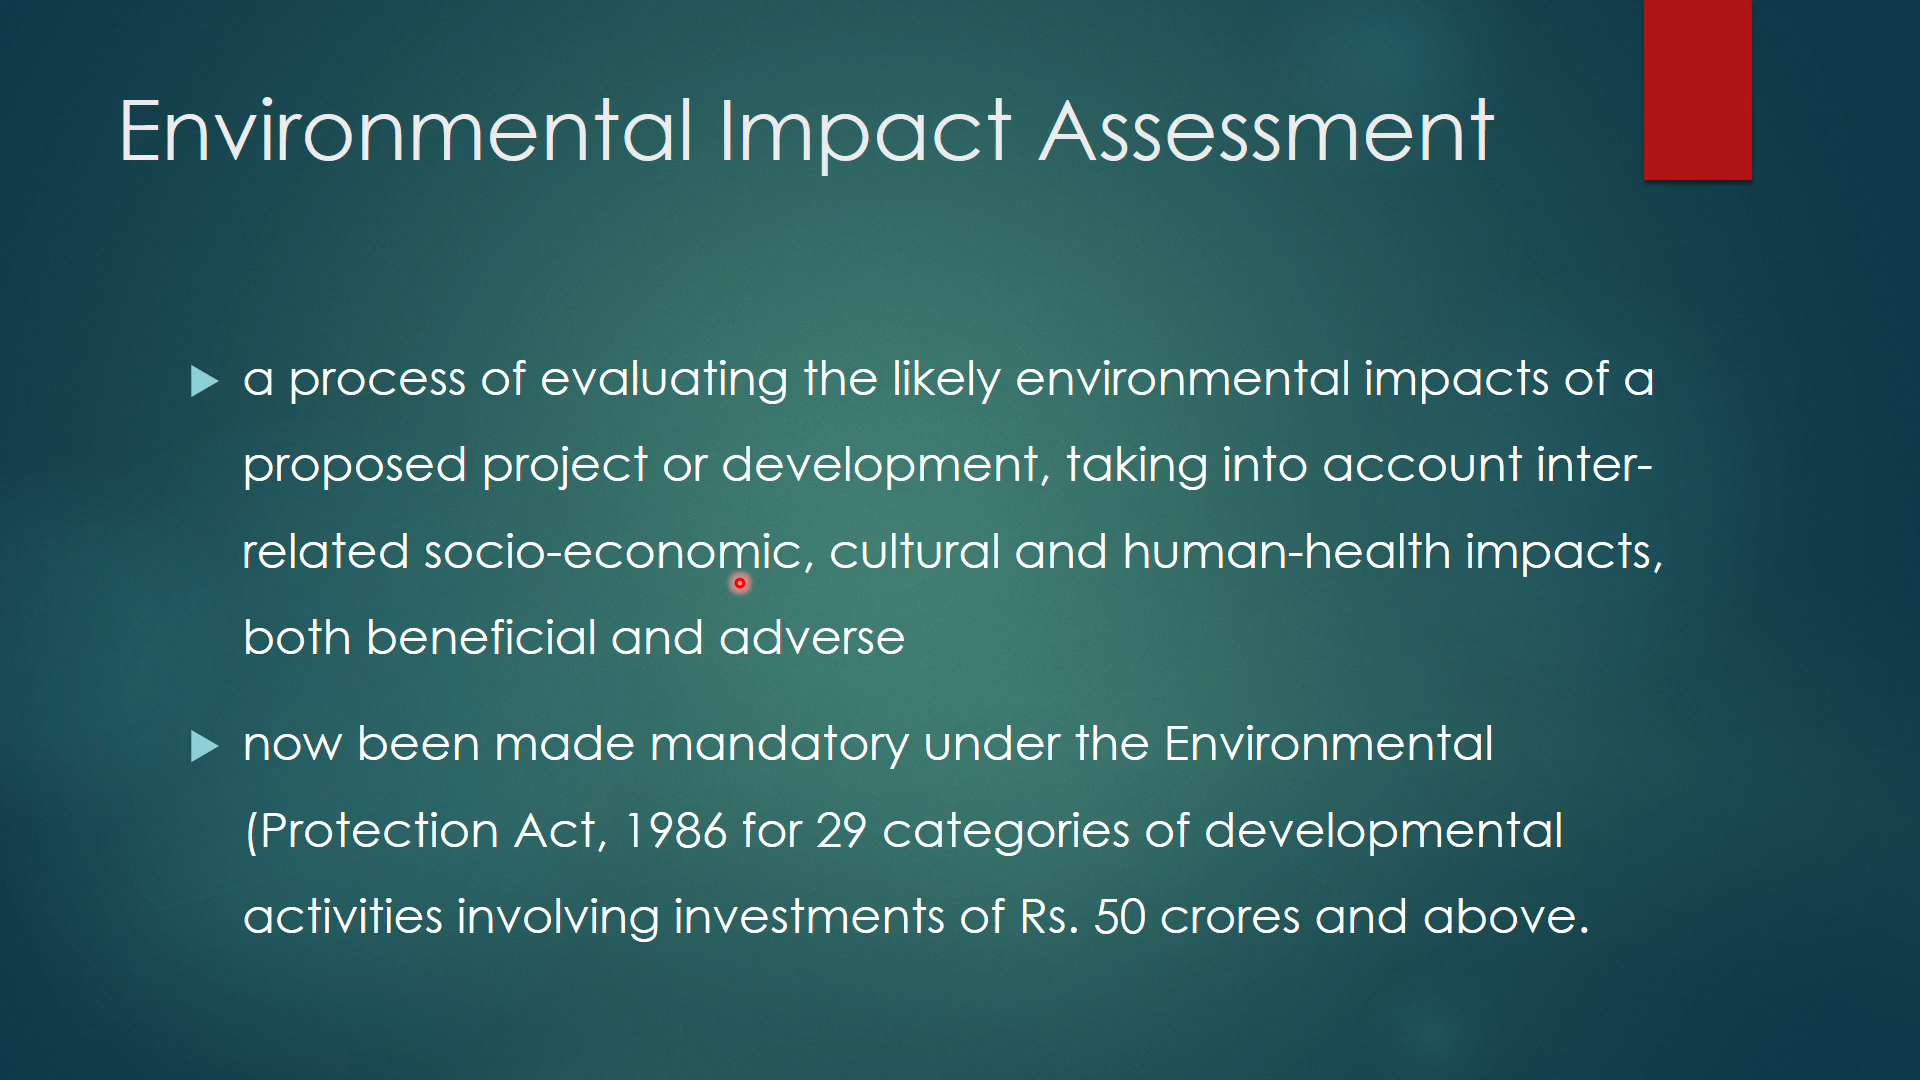 Environmental Impact Assessment
a process of evaluating the likely environmental impacts of a
proposed project or development, taking into account inter-
related socio-economic, cultural and human-health impacts,
both beneficial and adverse
now been made mandatory under the Environmental
(Protection Act, 1986 for 29 categories of developmental
activities involving investments of Rs. 50 crores and above.